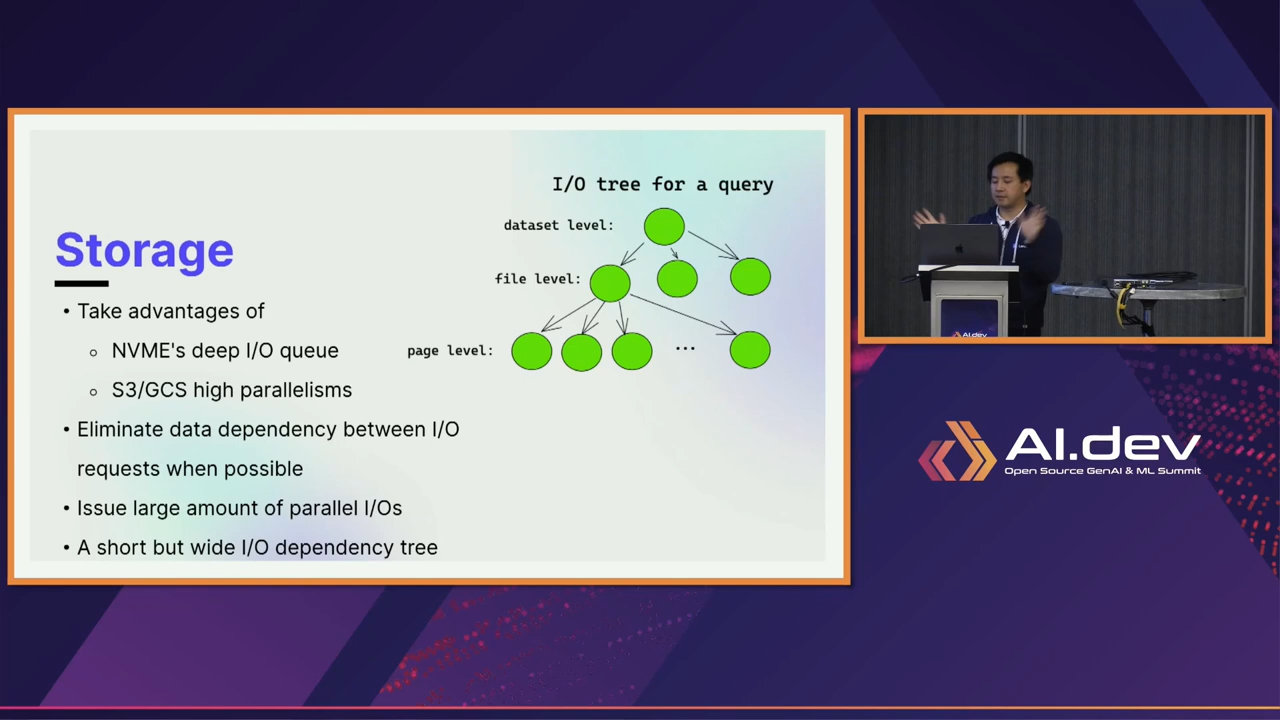 I/O tree for a query
dataset level:
file level:
page level:
...
Storage
• Take advantages of
○ NVME's deep I/O queue
○ S3/GCS high parallelisms
• Eliminate data dependency between I/O
requests when possible
• Issue large amount of parallel I/Os
• A short but wide I/O dependency tree
AI.dev
AI.dev
Open Source GenAI & ML Summit